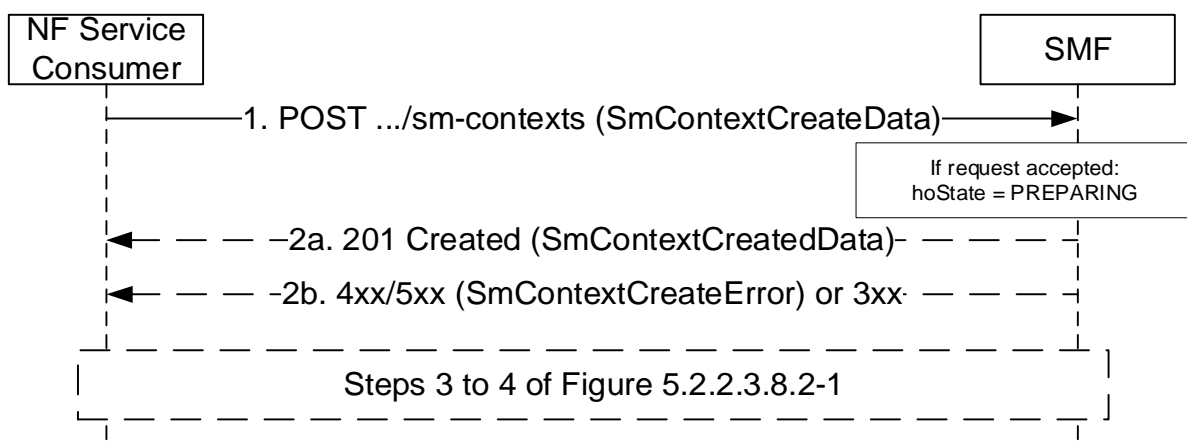 NF Service
Consumer
SMF
1. POST .../sm-contexts (SmContextCreateData)
If request accepted:
hoState = PREPARING
2a. 201 Created (SmContextCreatedData)
2b. 4xx/5xx (SmContextCreateError) or 3xx
Steps 3 to 4 of Figure 5.2.2.3.8.2-1